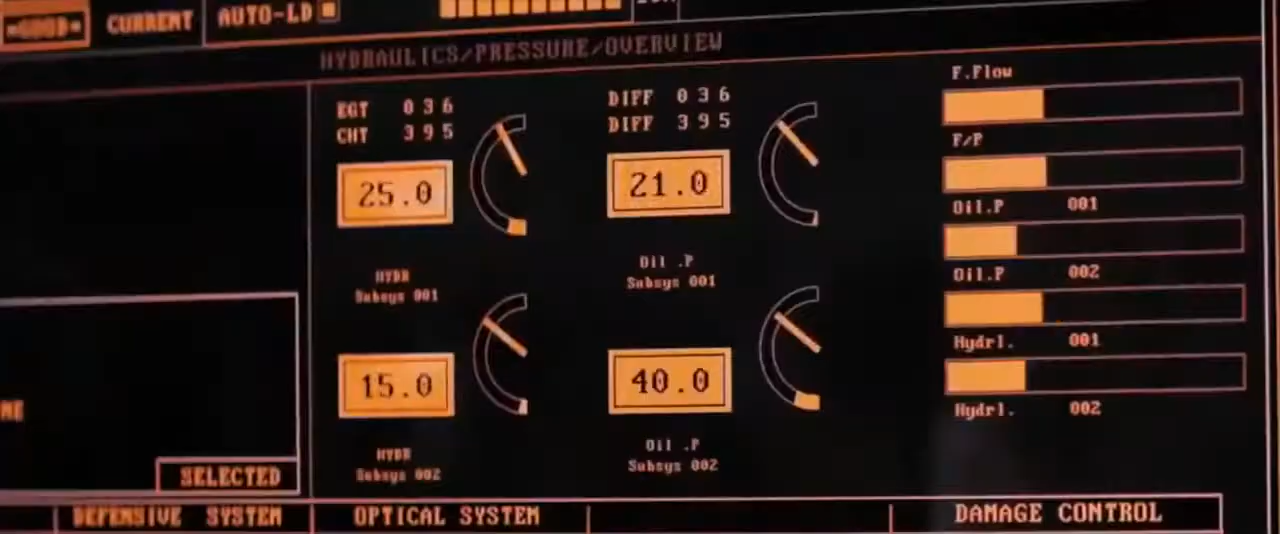 CURRENT
AUTO-LD
HYDRAULICS/PRESSURE/OVERVIEW
EGT 036
CHT 395
25.0
HYDR
Subsys 001
15.0
HYDR
Subsys 002
DIFF 036
DIFF 395
21.0
Oil .P
Subsys 001
40.0
Oil .P
Subsys 002
F.Flow
F/P
Oil.P 001
Oil.P 002
Hydrl. 001
Hydrl. 002
SELECTED
DEFENSIVE SYSTEM
OPTICAL SYSTEM
DAMAGE CONTROL